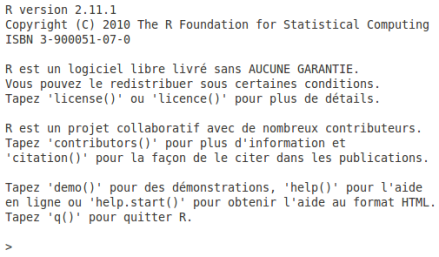 R version 2.11.1
Copyright (C) 2010 The R Foundation for Statistical Computing
ISBN 3-900051-07-0
R est un logiciel libre livré sans AUCUNE GARANTIE.
Vous pouvez le redistribuer sous certaines conditions.
Tapez 'license()' ou 'licence()' pour plus de détails.
R est un projet collaboratif avec de nombreux contributeurs.
Tapez 'contributors()' pour plus d'information et
'citation()' pour la façon de le citer dans les publications.
Tapez 'demo()' pour des démonstrations, 'help()' pour l'aide
en ligne ou 'help.start()' pour obtenir l'aide au format HTML.
Tapez 'q()' pour quitter R.
>